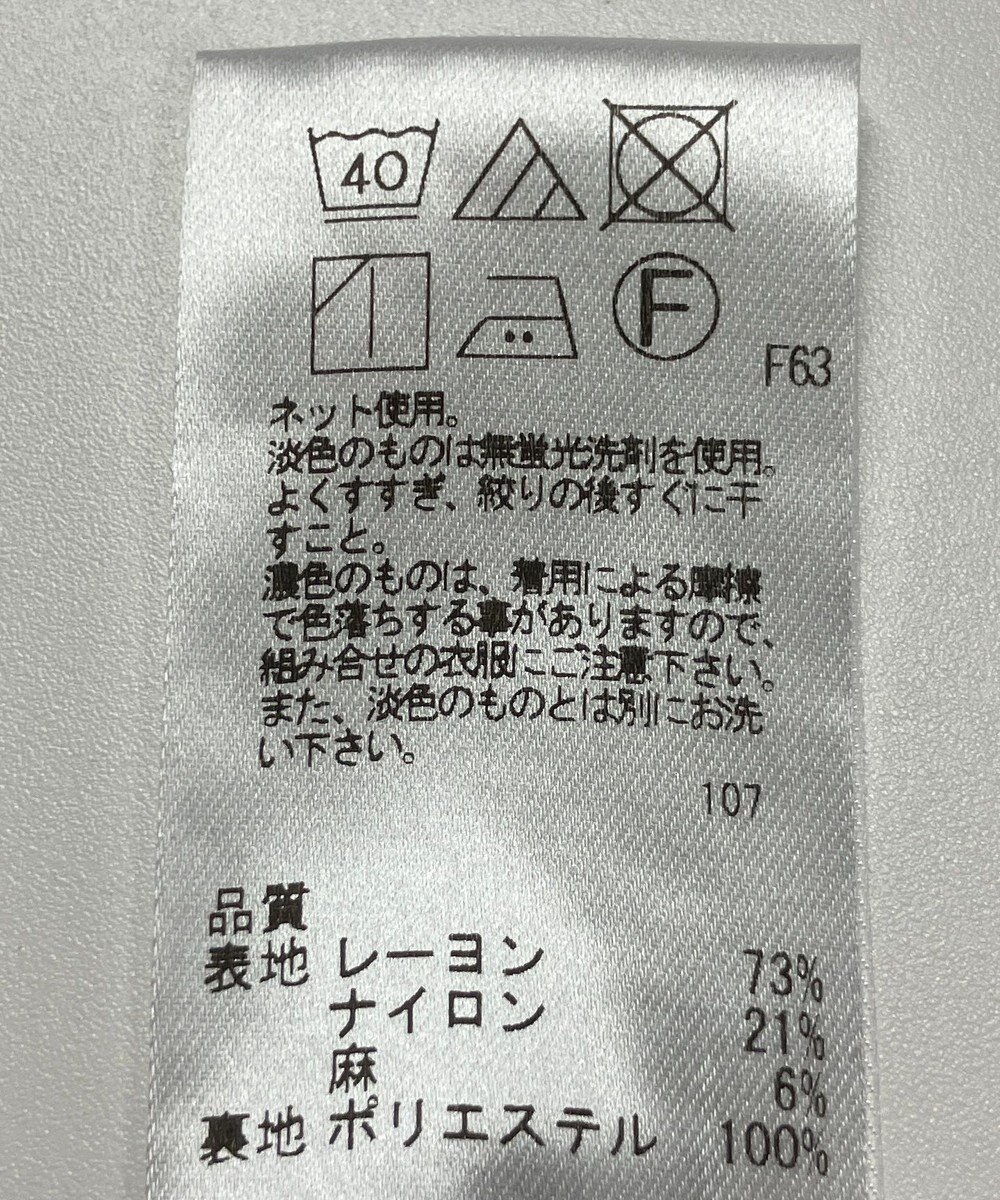 40
F
F63
ネット使用。
淡色のものは無蛍光洗剤を使用。
よくすすぎ、絞りの後すぐに干
すこと。
濃色のものは、着用による摩擦
で色落ちする事がありますので、
組み合せの衣服にご注意下さい。
また、淡色のものとは別にお洗
い下さい。
107
品質
表地 レーヨン 73%
ナイロン 21%
麻 6%
裏地 ポリエステル 100%